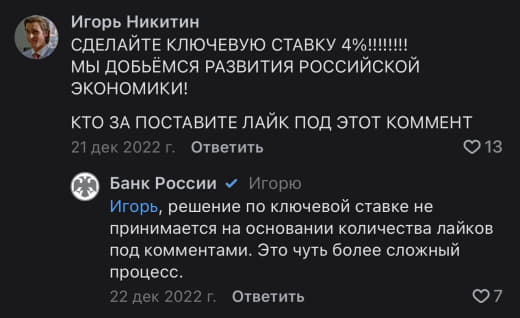 Игорь Никитин
СДЕЛАЙТЕ КЛЮЧЕВУЮ СТАВКУ 4%!!!!!!!!
МЫ ДОБЬЁМСЯ РАЗВИТИЯ РОССИЙСКОЙ
ЭКОНОМИКИ!
КТО ЗА ПОСТАВИТЕ ЛАЙК ПОД ЭТОТ КОММЕНТ
21 дек 2022 г. Ответить 13
Банк России Игорю
Игорь, решение по ключевой ставке не
принимается на основании количества лайков
под комментами. Это чуть более сложный
процесс.
22 дек 2022 г. Ответить 7